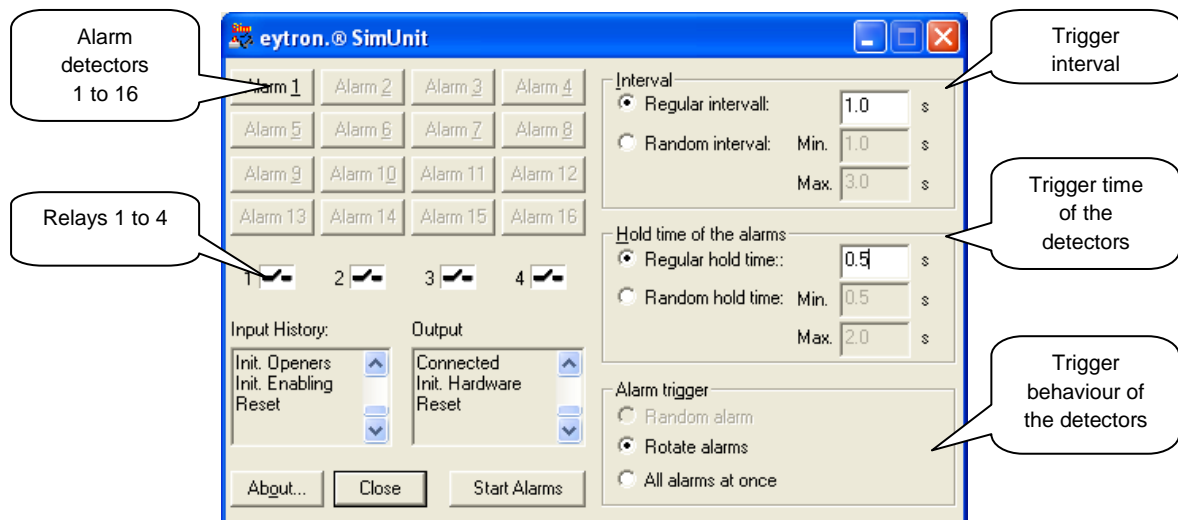 Alarm
detectors
1 to 16
Relays 1 to 4
eytron.® SimUnit
Alarm 1 Alarm 2 Alarm 3 Alarm 4
Alarm 5 Alarm 6 Alarm 7 Alarm 8
Alarm 9 Alarm 10 Alarm 11 Alarm 12
Alarm 13 Alarm 14 Alarm 15 Alarm 16
1 2 3 4
Input History:
Init. Openers
Init. Enabling
Reset
Output
Connected
Init. Hardware
Reset
About... Close Start Alarms
Interval
Regular intervall: 1.0 s
Random interval: Min. 1.0 s
Max. 3.0 s
Hold time of the alarms
Regular hold time:: 0.5 s
Random hold time: Min. 0.5 s
Max. 2.0 s
Alarm trigger
Random alarm
Rotate alarms
All alarms at once
Trigger
interval
Trigger time
of the
detectors
Trigger
behaviour of
the detectors